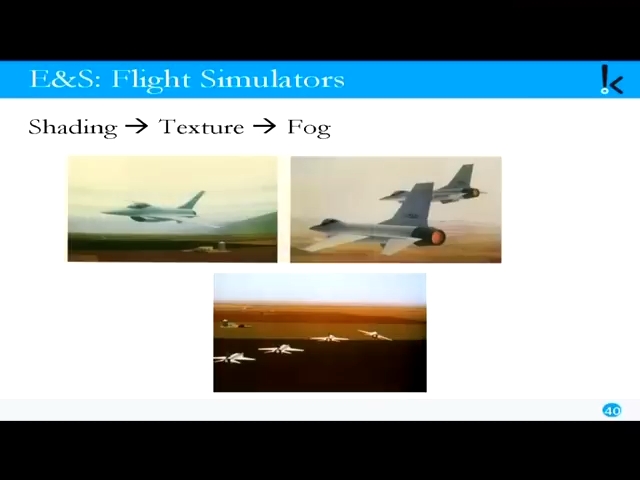 E&S: Flight Simulators
Shading → Texture → Fog
40